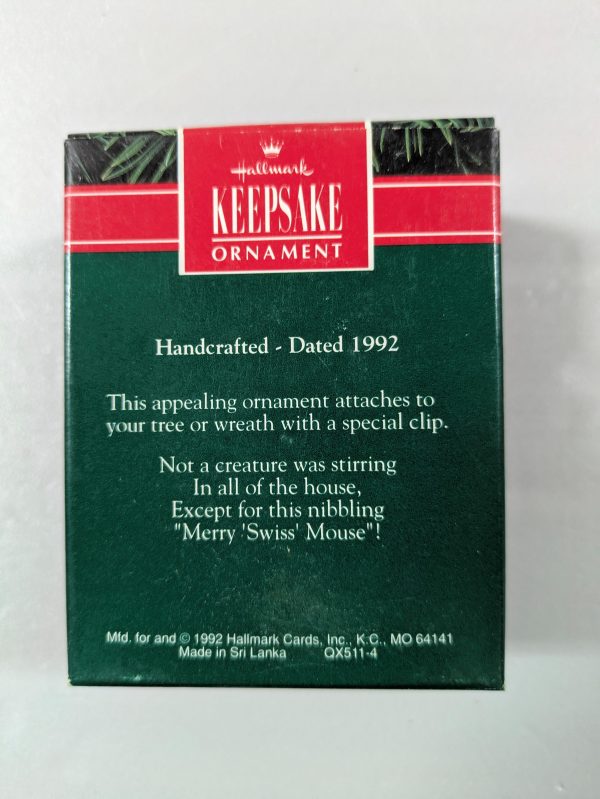 Hallmark
KEEPSAKE
ORNAMENT
Handcrafted - Dated 1992
This appealing ornament attaches to
your tree or wreath with a special clip.
Not a creature was stirring
In all of the house,
Except for this nibbling
"Merry 'Swiss' Mouse"!
Mfd. for and © 1992 Hallmark Cards, Inc., K.C., MO 64141
Made in Sri Lanka QX511-4